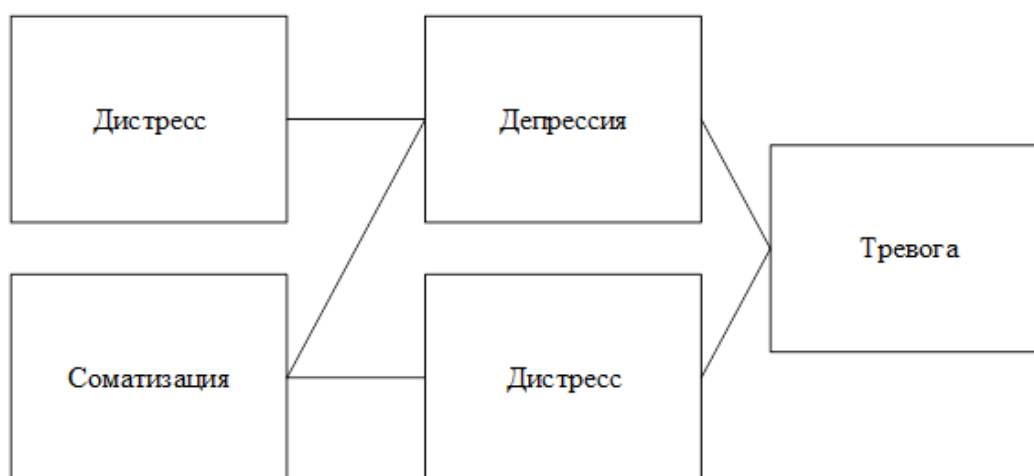 Дистресс
Депрессия
Тревога
Соматизация
Дистресс